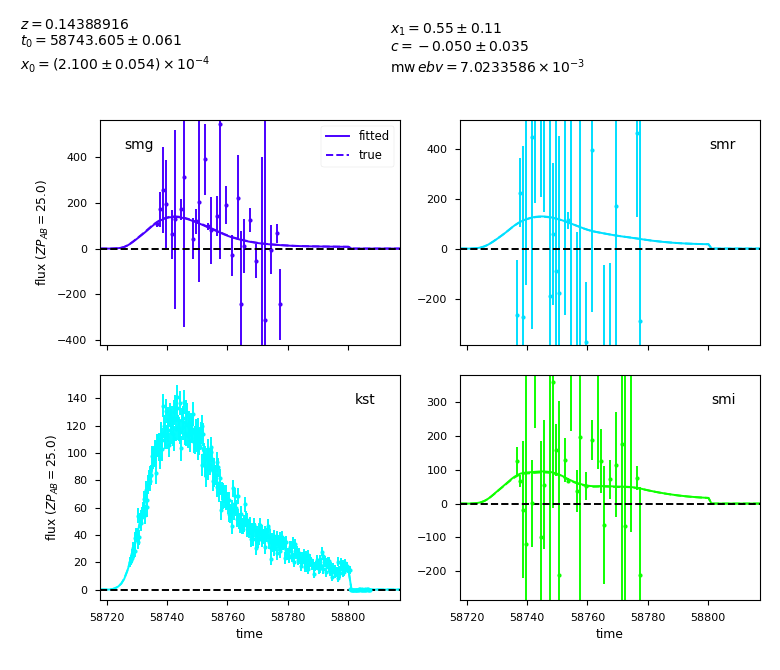 z = 0.14388916
t₀ = 58743.605 ± 0.061
x₀ = (2.100 ± 0.054) × 10⁻⁴
x₁ = 0.55 ± 0.11
c = −0.050 ± 0.035
mw ebv = 7.0233586 × 10⁻³
smg
fitted
true
400
200
0
−200
−400
flux (ZP_AB = 25.0)
smr
400
200
0
−200
kst
140
120
100
80
60
40
20
0
flux (ZP_AB = 25.0)
58720 58740 58760 58780 58800
time
smi
300
200
100
0
−100
−200
58720 58740 58760 58780 58800
time